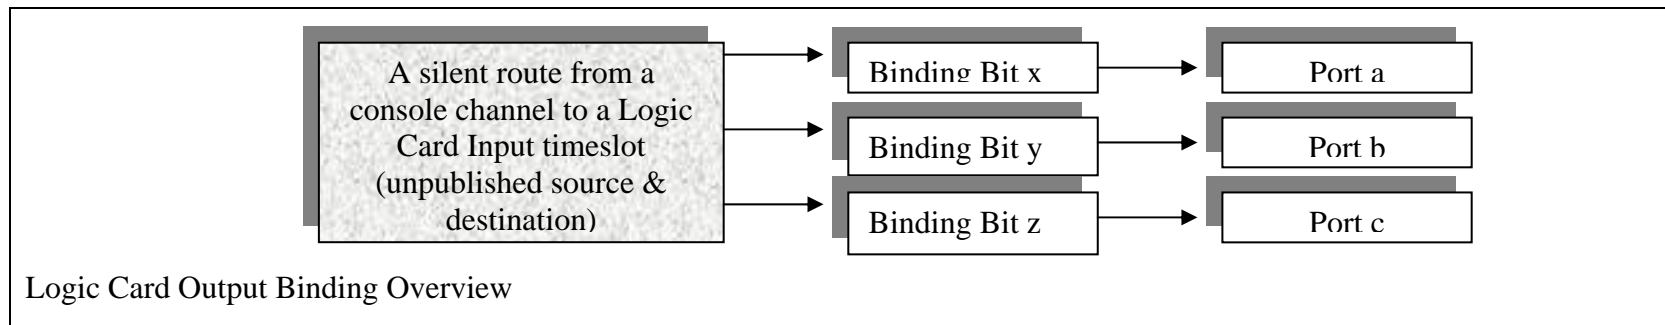 A silent route from a
console channel to a Logic
Card Input timeslot
(unpublished source &
destination)
Binding Bit x
Port a
Binding Bit y
Port b
Binding Bit z
Port c
Logic Card Output Binding Overview